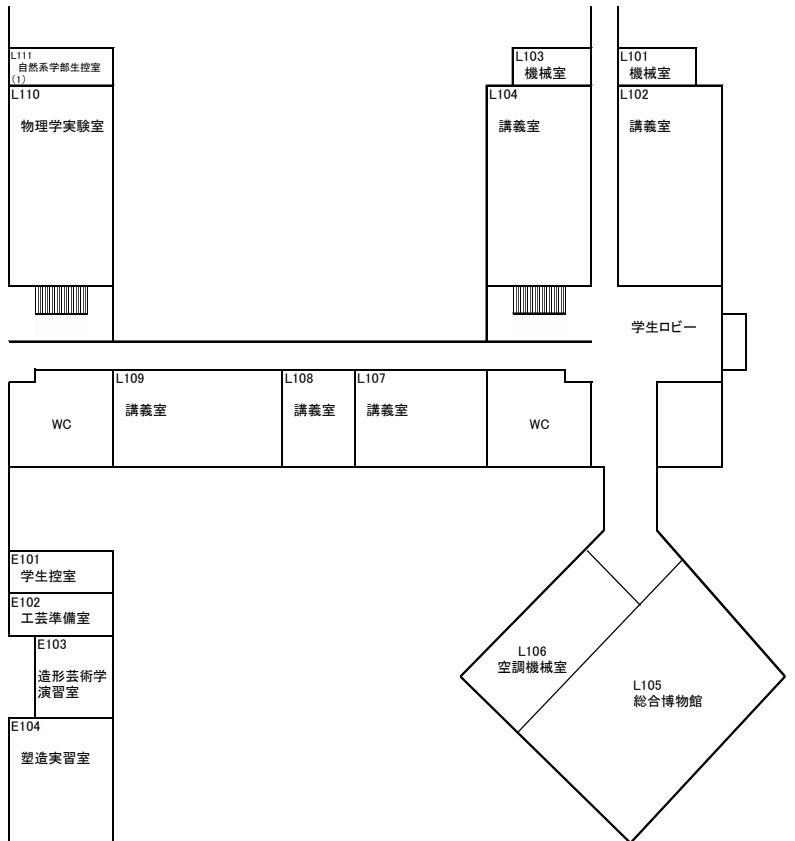 L111
自然系学部生控室
(1)
L103
機械室
L101
機械室
L110
物理学実験室
L104
講義室
L102
講義室
学生ロビー
WC
L109
講義室
L108
講義室
L107
講義室
WC
E101
学生控室
E102
工芸準備室
E103
造形芸術学
演習室
L106
空調機械室
L105
総合博物館
E104
塑造実習室